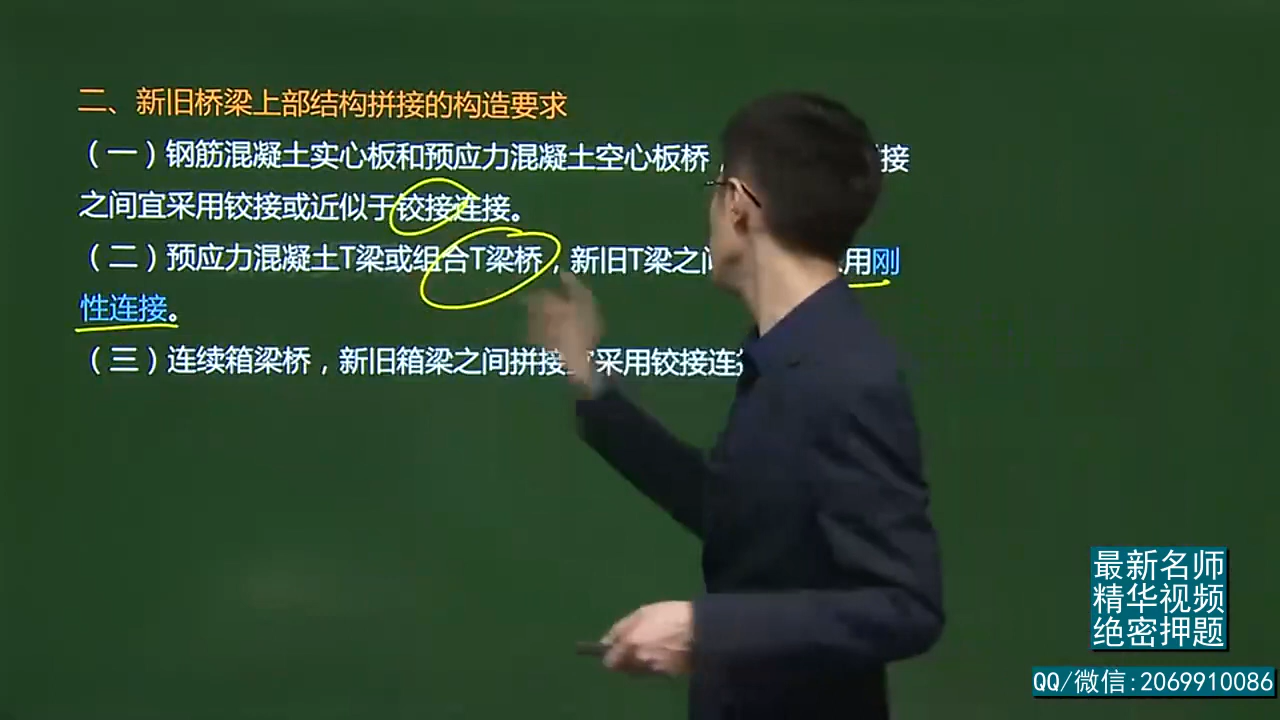 二、新旧桥梁上部结构拼接的构造要求
（一）钢筋混凝土实心板和预应力混凝土空心板桥，接
之间宜采用铰接或近似于铰接连接。
（二）预应力混凝土T梁或组合T梁桥，新旧T梁之间用刚
性连接。
（三）连续箱梁桥，新旧箱梁之间拼接宜采用铰接连
最新名师
精华视频
绝密押题
QQ/微信:2069910086